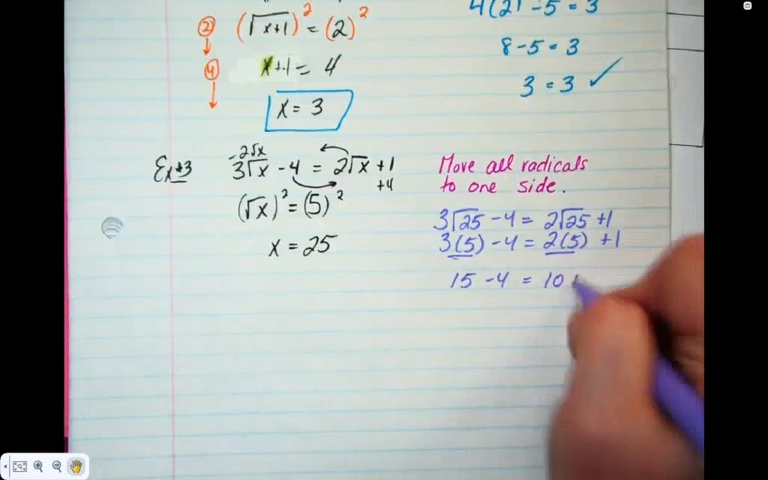 ② (√x+1)² = (2)²
④ x+1 = 4
x = 3
4(2) - 5 = 3
8 - 5 = 3
3 = 3 ✓
Ex #3
-2√x
3√x - 4 = 2√x + 1
+4
(√x)² = (5)²
x = 25
Move all radicals
to one side.
3√25 - 4 = 2√25 + 1
3(5) - 4 = 2(5) + 1
15 - 4 = 10